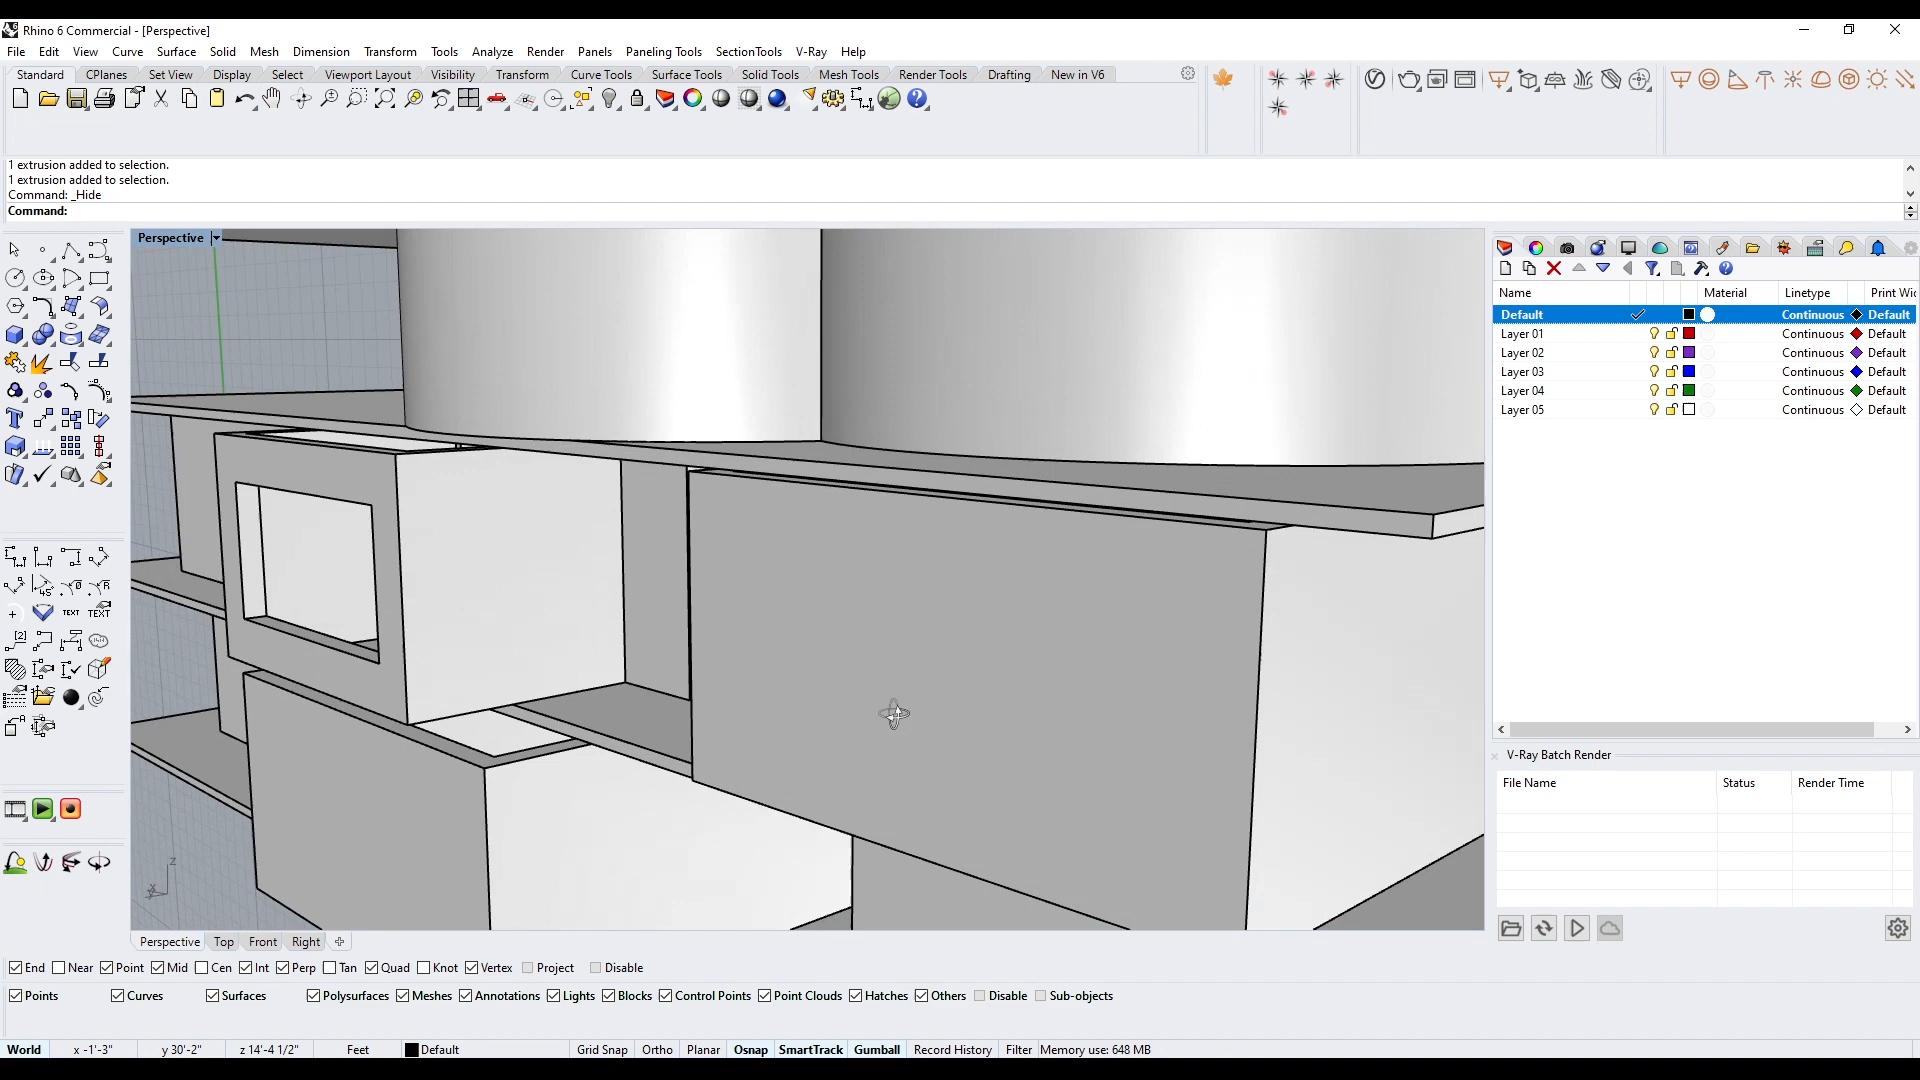 Rhino 6 Commercial - [Perspective]
File Edit View Curve Surface Solid Mesh Dimension Transform Tools Analyze Render Panels Paneling Tools SectionTools V-Ray Help
Standard CPlanes Set View Display Select Viewport Layout Visibility Transform Curve Tools Surface Tools Solid Tools Mesh Tools Render Tools Drafting New in V6
1 extrusion added to selection.
1 extrusion added to selection.
Command: _Hide
Command:
Perspective
Name Material Linetype Print Wi
Default Continuous Default
Layer 01 Continuous Default
Layer 02 Continuous Default
Layer 03 Continuous Default
Layer 04 Continuous Default
Layer 05 Continuous Default
TEXT TEXT
V-Ray Batch Render
File Name Status Render Time
z
x
Perspective Top Front Right
End Near Point Mid Cen Int Perp Tan Quad Knot Vertex Project Disable
Points Curves Surfaces Polysurfaces Meshes Annotations Lights Blocks Control Points Point Clouds Hatches Others Disable Sub-objects
World x -1'-3" y 30'-2" z 14'-4 1/2" Feet Default Grid Snap Ortho Planar Osnap SmartTrack Gumball Record History Filter Memory use: 648 MB